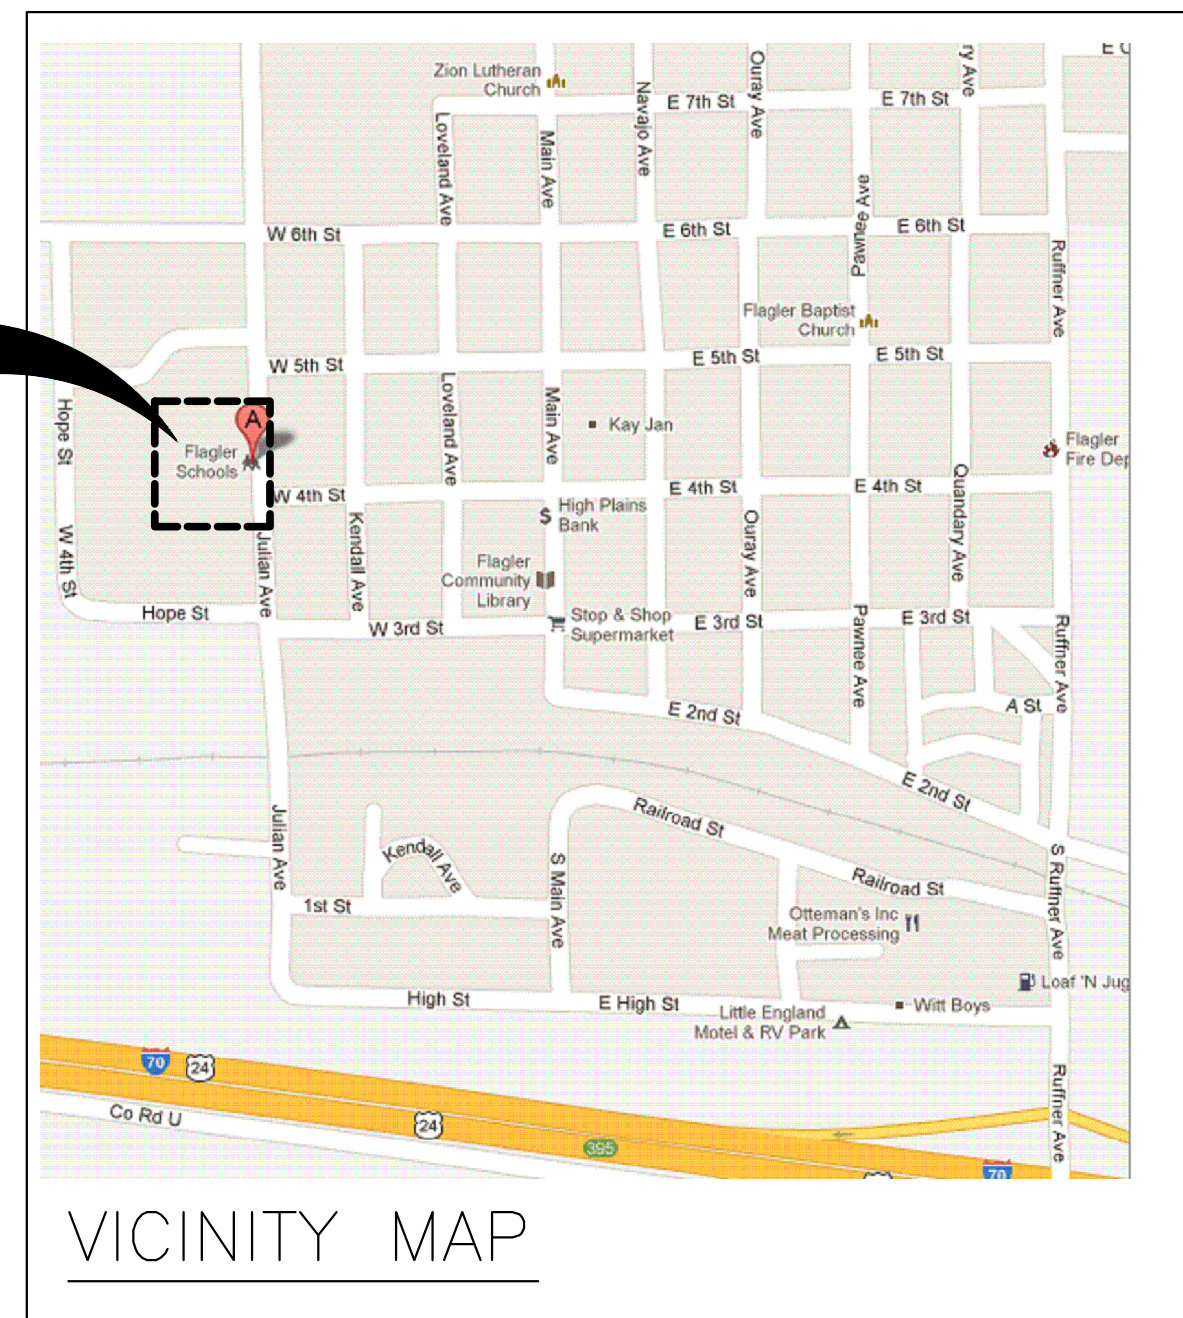 E C
Zion Lutheran
Church
Ouray Ave
ry Ave
Navajo Ave
E 7th St
E 7th St
Loveland Ave
Main Ave
Pawnee Ave
W 6th St
E 6th St
E 6th St
Ruffner Ave
Flagler Baptist
Church
W 5th St
E 5th St
E 5th St
Hope St
Loveland Ave
Main Ave
A
Kay Jan
Flagler
Schools
Flagler
Fire Dep
W 4th St
E 4th St
E 4th St
Quandary Ave
High Plains
Bank
$
Ouray Ave
Kendall Ave
W 4th St
Julian Ave
Flagler
Community
Library
Hope St
W 3rd St
Stop & Shop
Supermarket
E 3rd St
E 3rd St
Pawnee Ave
Ruffner Ave
E 2nd St
A St
E 2nd St
Julian Ave
Railroad St
Kendall Ave
S Main Ave
S Ruffner Ave
Railroad St
1st St
Otteman's Inc
Meat Processing
Loaf 'N Jug
High St
E High St
Witt Boys
Little England
Motel & RV Park
70
24
Ruffner Ave
Co Rd U
24
395
70
VICINITY MAP